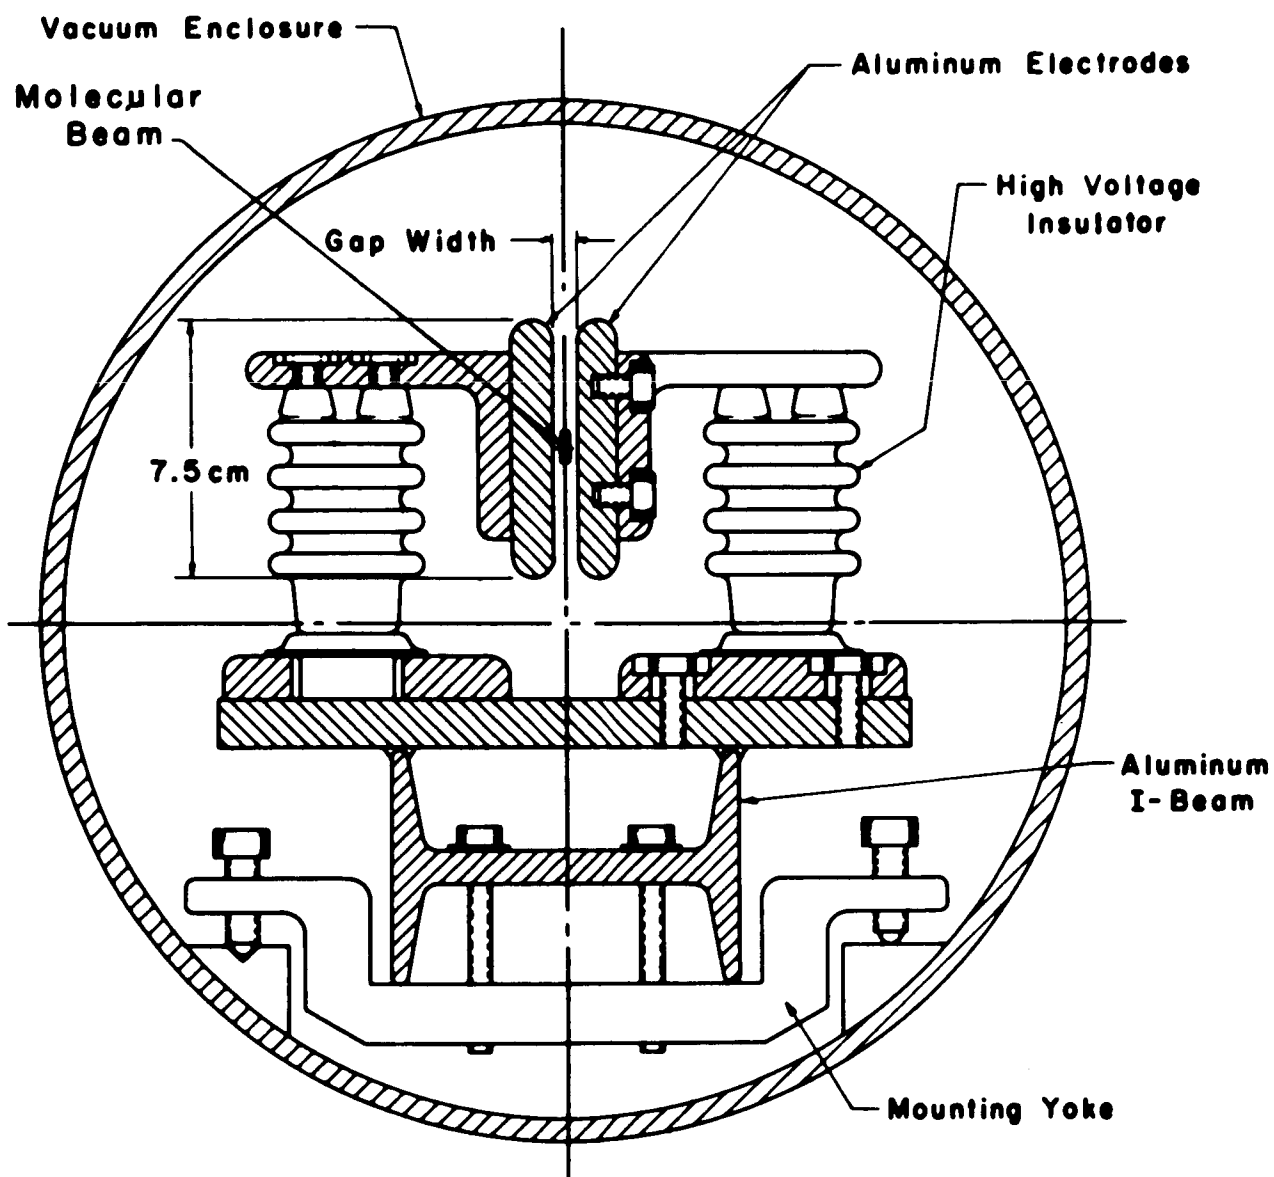 Vacuum Enclosure
Aluminum Electrodes
Molecular
Beam
High Voltage
Insulator
Gap Width
7.5cm
Aluminum
I-Beam
Mounting Yoke